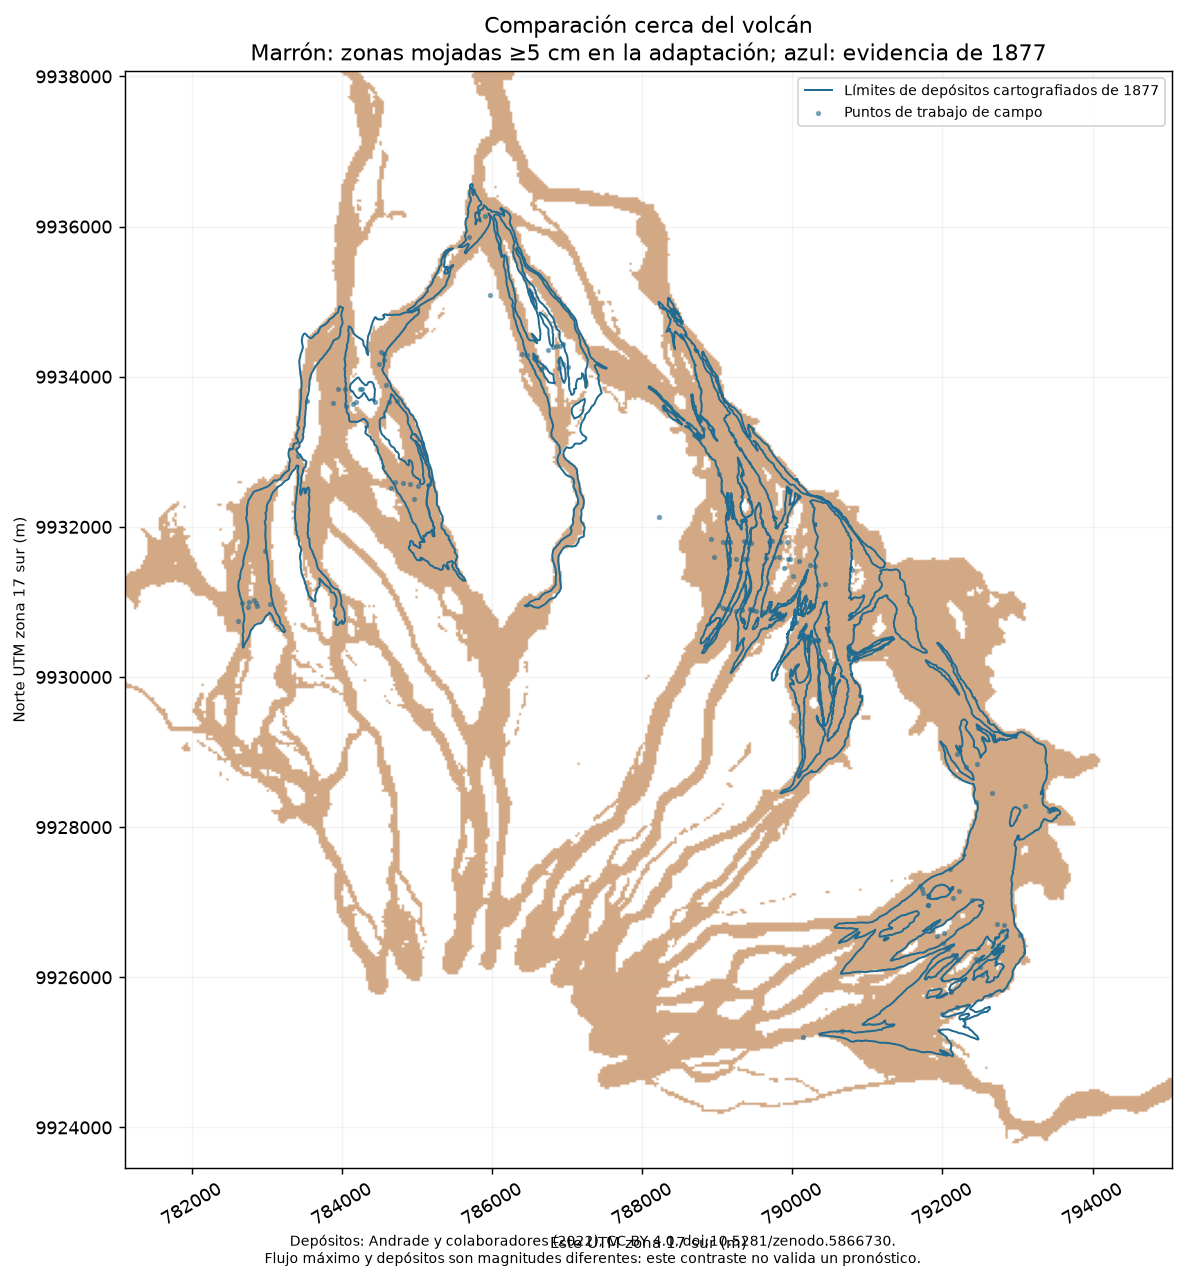 Comparación cerca del volcán
Marrón: zonas mojadas ≥5 cm en la adaptación; azul: evidencia de 1877
Límites de depósitos cartografiados de 1877
Puntos de trabajo de campo
9938000
9936000
9934000
9932000
9930000
9928000
9926000
9924000
Norte UTM zona 17 sur (m)
782000
784000
786000
788000
790000
792000
794000
Este UTM zona 17 sur (m)
Depósitos: Andrade y colaboradores (2022), CC BY 4.0, doi:10.5281/zenodo.5866730.
Flujo máximo y depósitos son magnitudes diferentes: este contraste no valida un pronóstico.